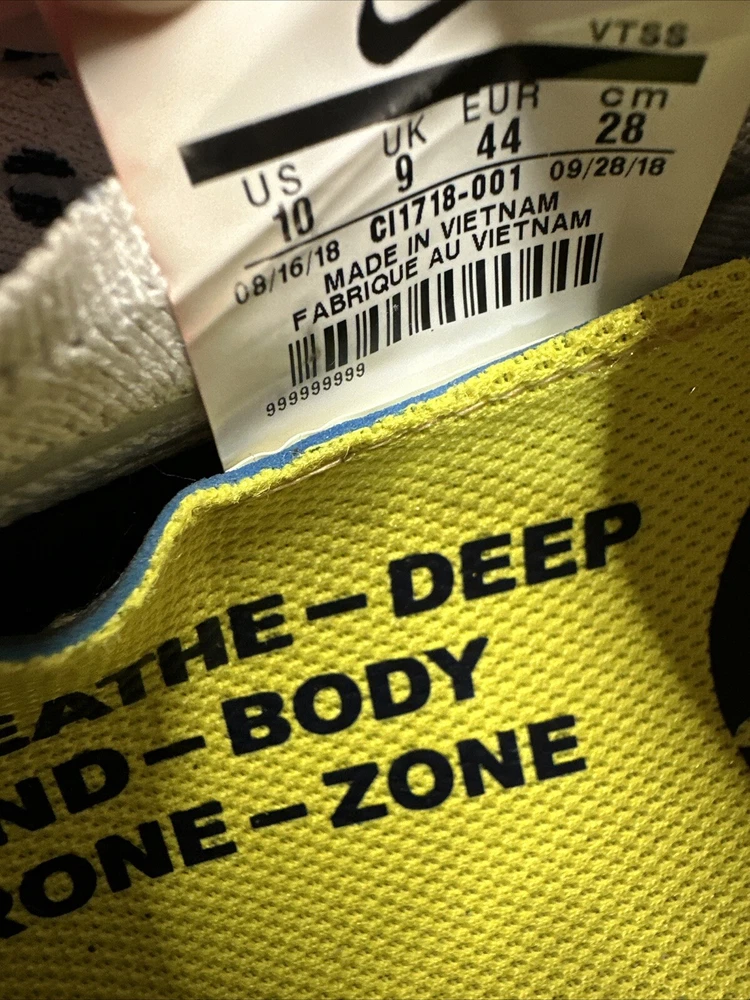 VTSS
US UK EUR cm
10 9 44 28
08/16/18 CI1718-001 09/28/18
MADE IN VIETNAM
FABRIQUE AU VIETNAM
999999999
EATHE–DEEP
ND–BODY
RONE–ZONE